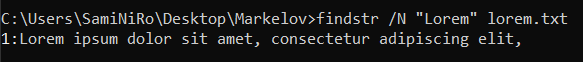 C:\Users\SamiNiRo\Desktop\Markelov>findstr /N "Lorem" lorem.txt
1:Lorem ipsum dolor sit amet, consectetur adipiscing elit,